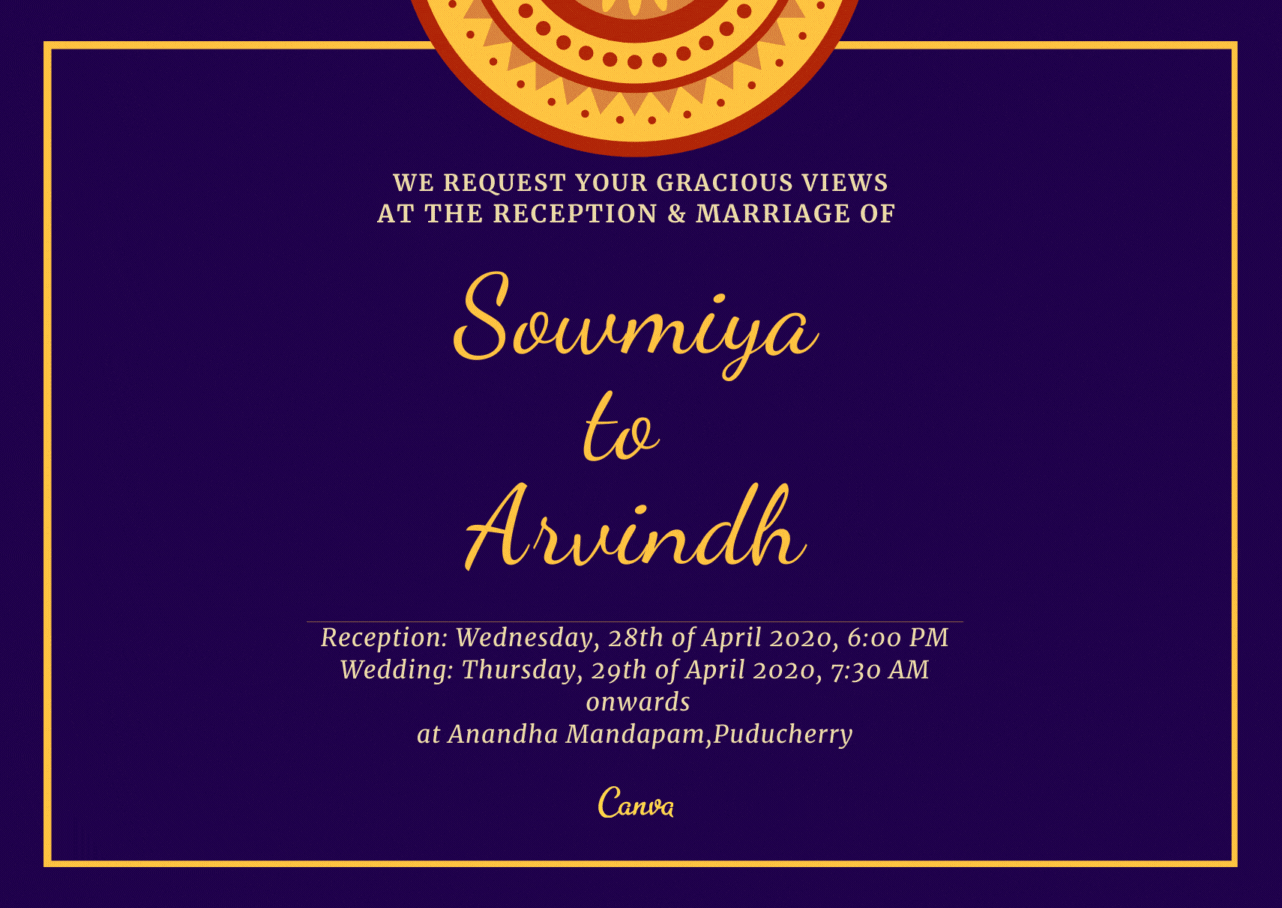 WE REQUEST YOUR GRACIOUS VIEWS
AT THE RECEPTION & MARRIAGE OF
Sowmiya
to
Arvindh
Reception: Wednesday, 28th of April 2020, 6:00 PM
Wedding: Thursday, 29th of April 2020, 7:30 AM
onwards
at Anandha Mandapam,Puducherry
Canva